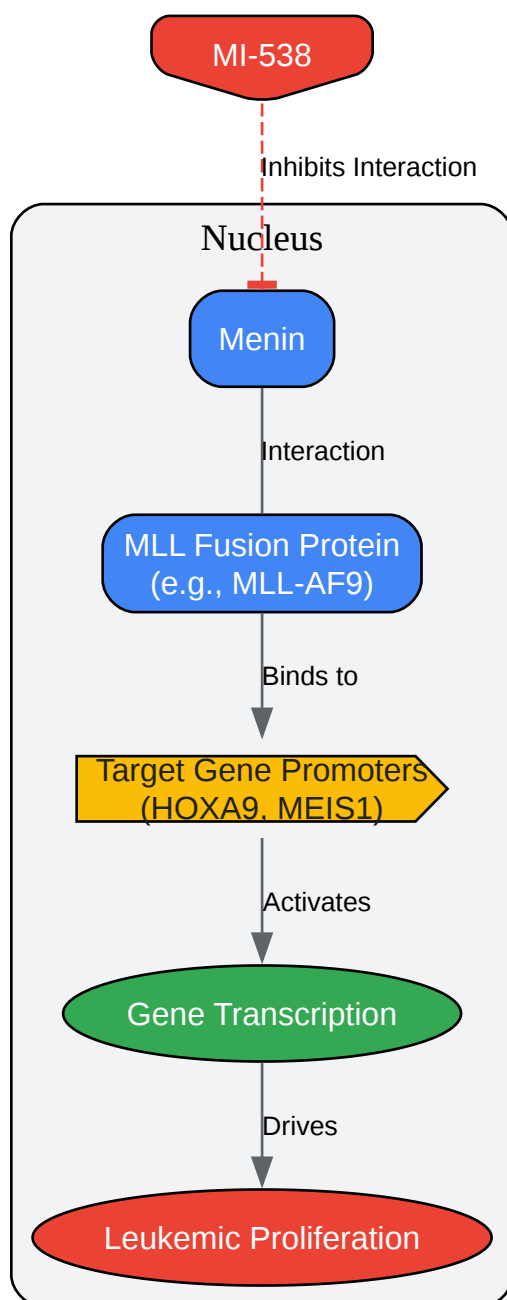 MI-538
Inhibits Interaction
Nucleus
Menin
Interaction
MLL Fusion Protein
(e.g., MLL-AF9)
Binds to
Target Gene Promoters
(HOXA9, MEIS1)
Activates
Gene Transcription
Drives
Leukemic Proliferation